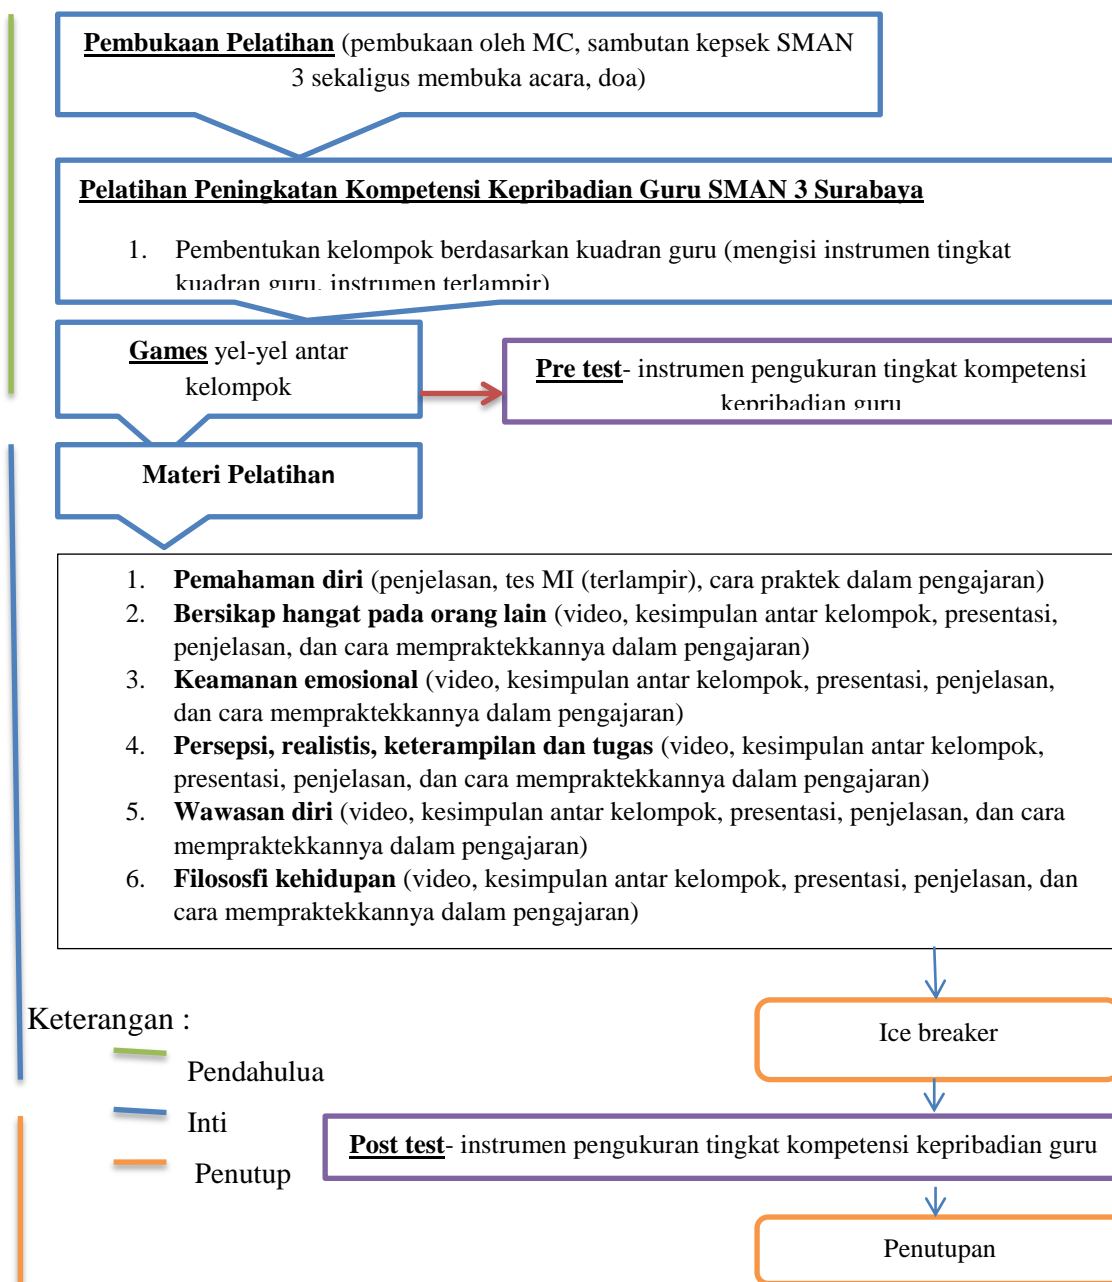 Pembukaan Pelatihan (pembukaan oleh MC, sambutan kepsek SMAN
3 sekaligus membuka acara, doa)
Pelatihan Peningkatan Kompetensi Kepribadian Guru SMAN 3 Surabaya
1. Pembentukan kelompok berdasarkan kuadran guru (mengisi instrumen tingkat
kuadran guru, instrumen terlampir)
Games yel-yel antar
kelompok
Pre test- instrumen pengukuran tingkat kompetensi
kepribadian guru
Materi Pelatihan
1. Pemahaman diri (penjelasan, tes MI (terlampir), cara praktek dalam pengajaran)
2. Bersikap hangat pada orang lain (video, kesimpulan antar kelompok, presentasi,
penjelasan, dan cara mempraktekkannya dalam pengajaran)
3. Keamanan emosional (video, kesimpulan antar kelompok, presentasi, penjelasan,
dan cara mempraktekkannya dalam pengajaran)
4. Persepsi, realistis, keterampilan dan tugas (video, kesimpulan antar kelompok,
presentasi, penjelasan, dan cara mempraktekkannya dalam pengajaran)
5. Wawasan diri (video, kesimpulan antar kelompok, presentasi, penjelasan, dan cara
mempraktekkannya dalam pengajaran)
6. Filososfi kehidupan (video, kesimpulan antar kelompok, presentasi, penjelasan, dan
cara mempraktekkannya dalam pengajaran)
Keterangan :
Pendahulua
Inti
Penutup
Ice breaker
Post test- instrumen pengukuran tingkat kompetensi kepribadian guru
Penutupan